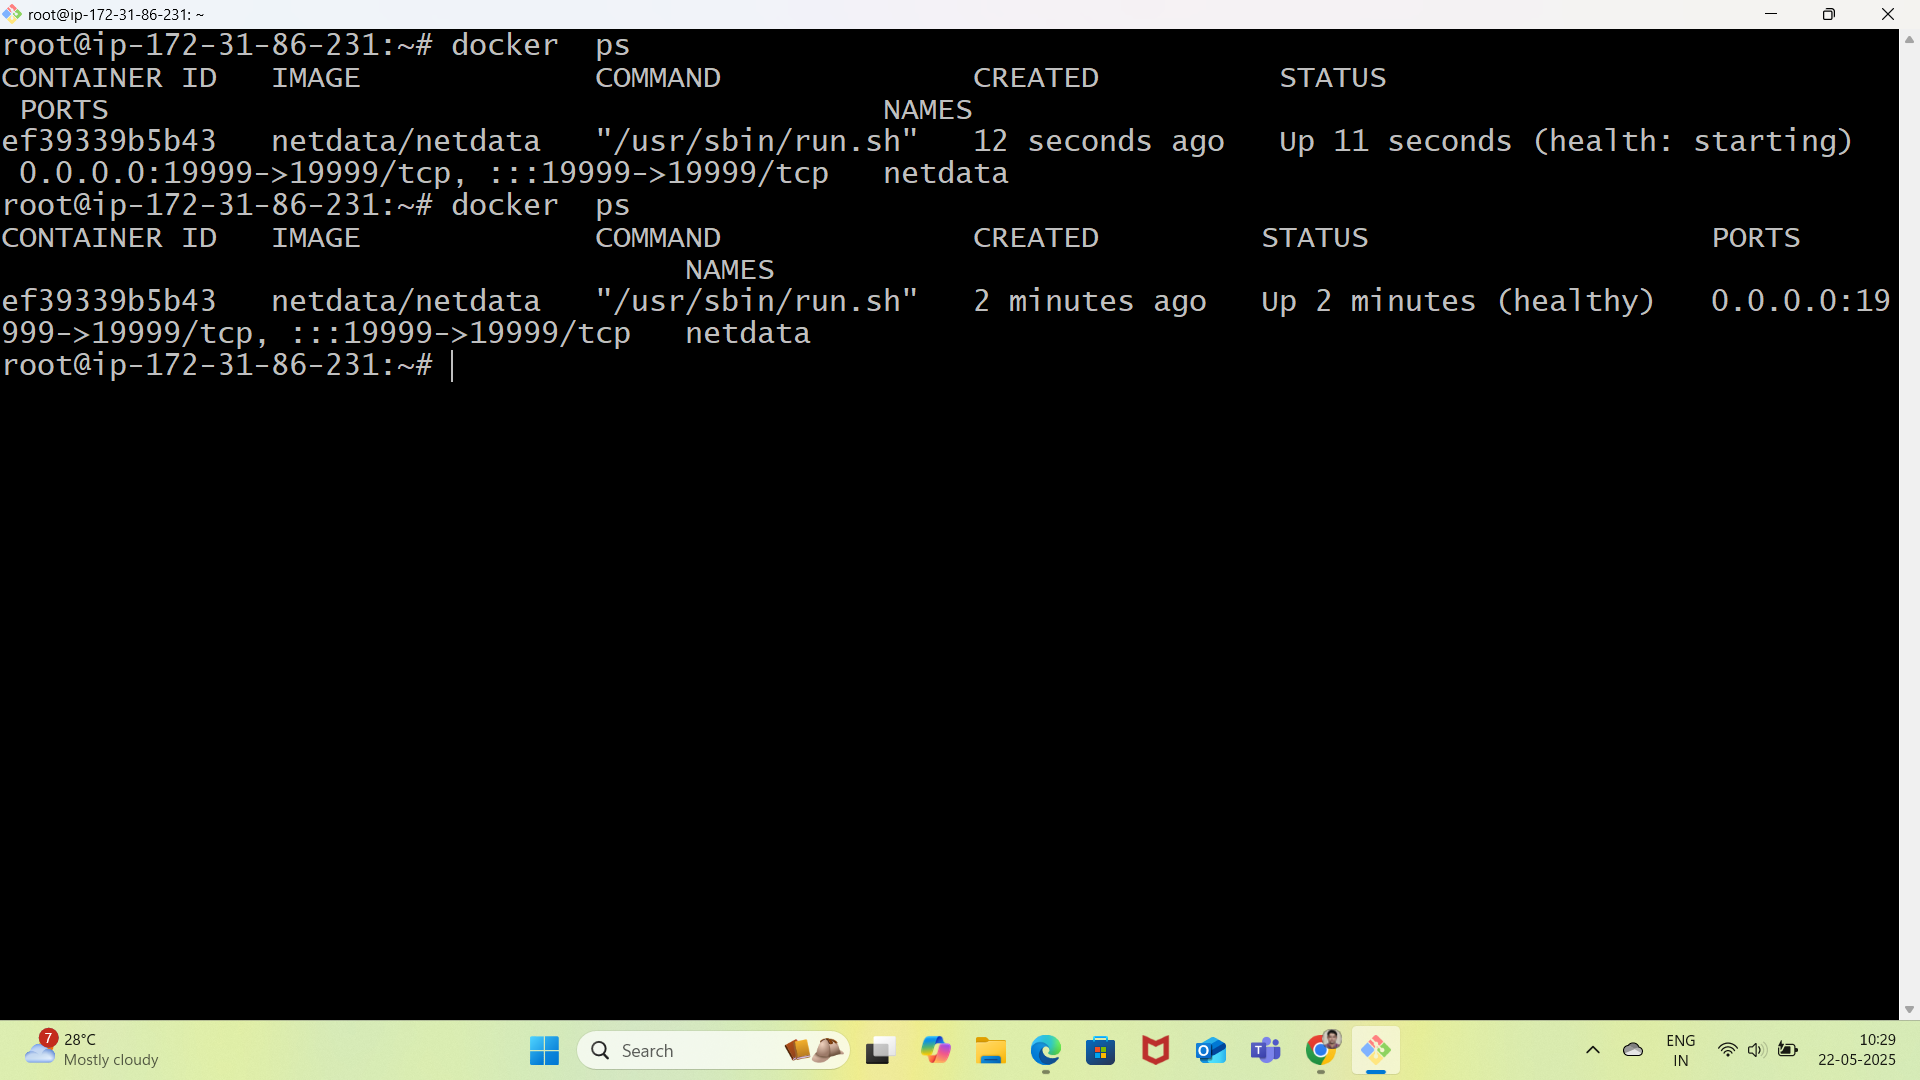 root@ip-172-31-86-231: ~
root@ip-172-31-86-231:~# docker  ps
CONTAINER ID   IMAGE             COMMAND              CREATED          STATUS
 PORTS                                           NAMES
ef39339b5b43   netdata/netdata   "/usr/sbin/run.sh"   12 seconds ago   Up 11 seconds (health: starting)
 0.0.0.0:19999->19999/tcp, :::19999->19999/tcp   netdata
root@ip-172-31-86-231:~# docker  ps
CONTAINER ID   IMAGE             COMMAND              CREATED         STATUS                   PORTS
                                      NAMES
ef39339b5b43   netdata/netdata   "/usr/sbin/run.sh"   2 minutes ago   Up 2 minutes (healthy)   0.0.0.0:19
999->19999/tcp, :::19999->19999/tcp   netdata
root@ip-172-31-86-231:~#
7
28°C
Mostly cloudy
Search
ENG
IN
10:29
22-05-2025